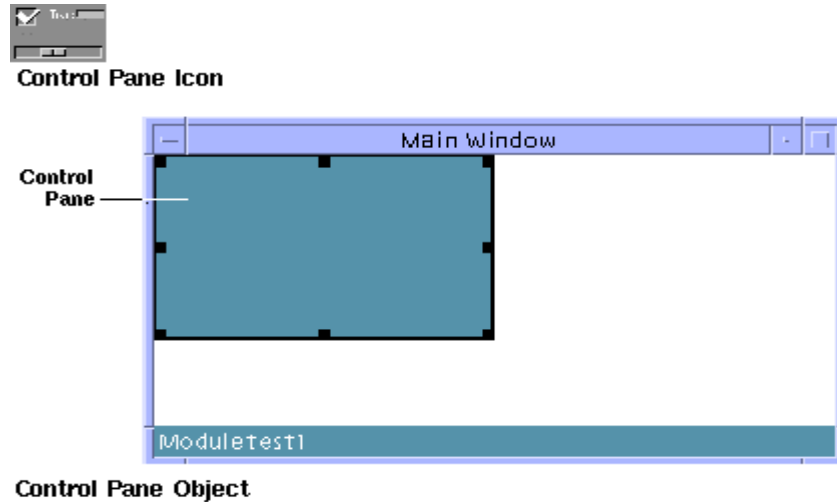 Control Pane Icon
Main Window
Control
Pane
Moduletest1
Control Pane Object